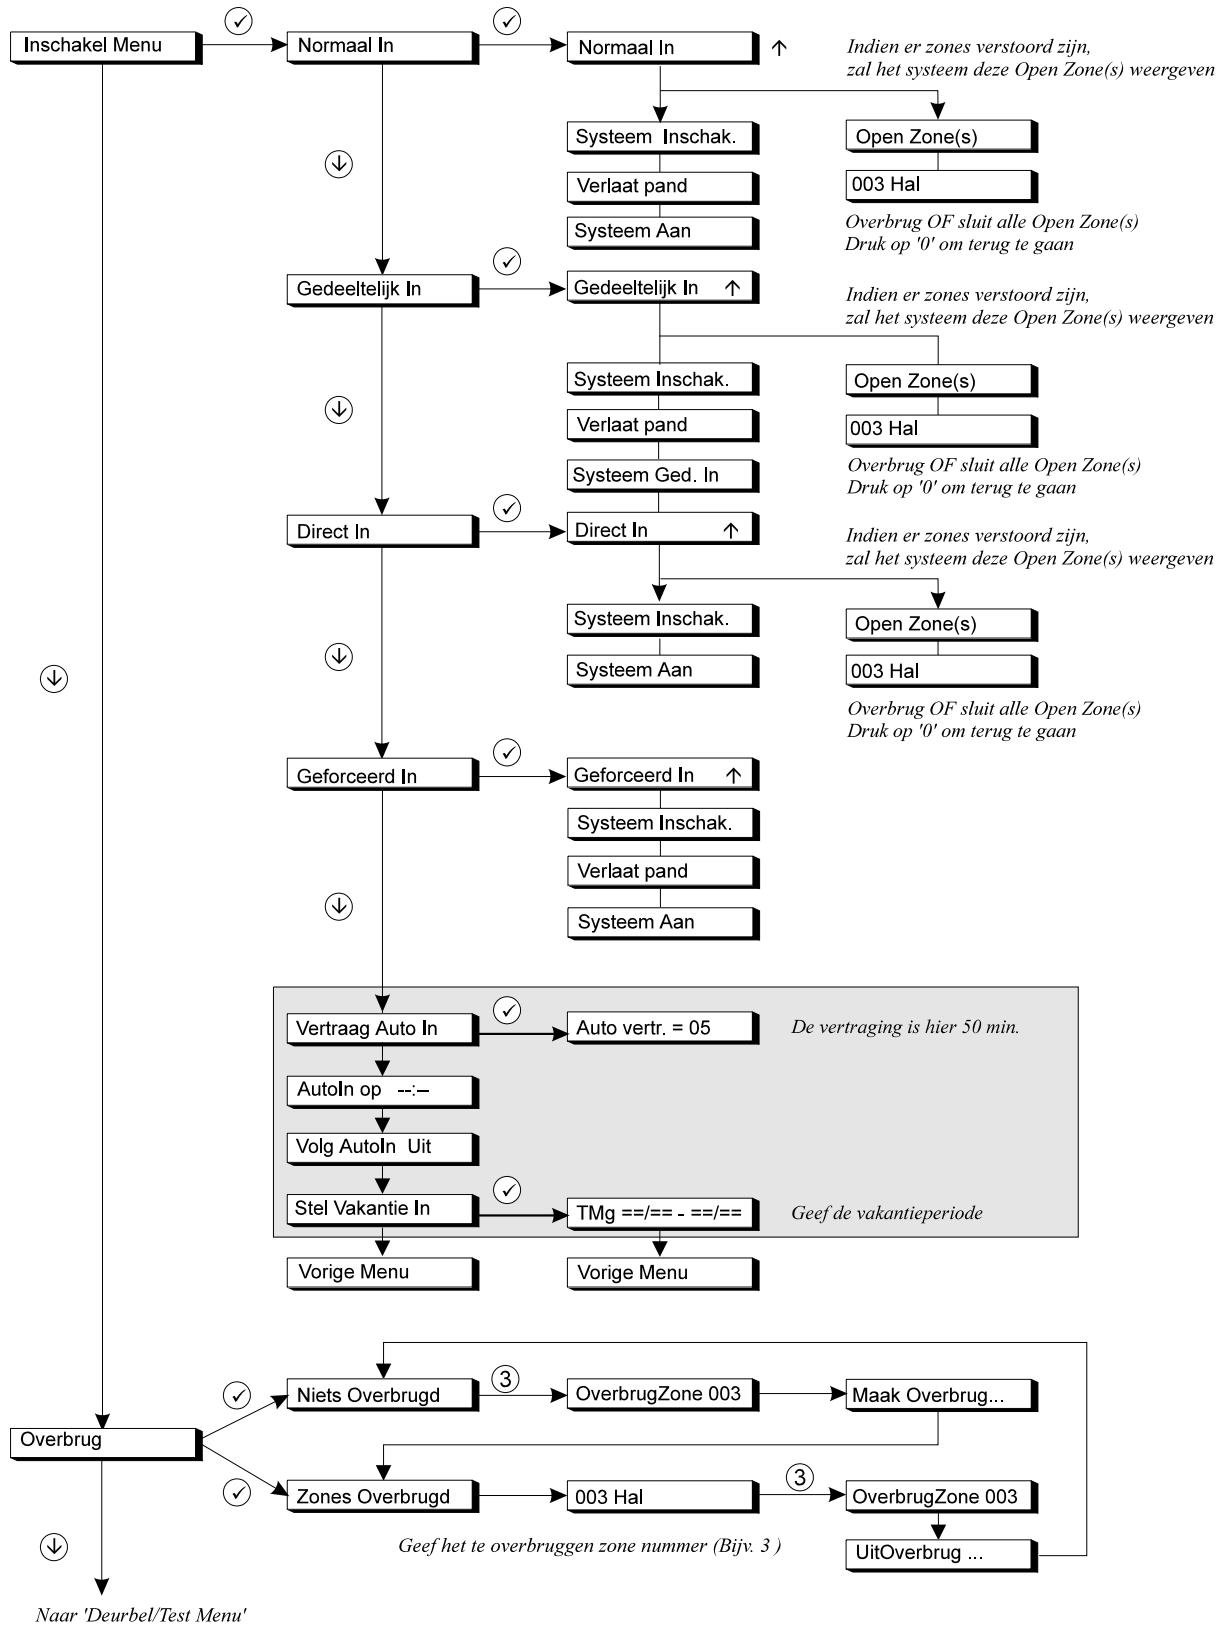 Inschakel Menu
Normaal In
Normaal In
Indien er zones verstoord zijn,
zal het systeem deze Open Zone(s) weergeven
Systeem Inschak.
Open Zone(s)
Verlaat pand
003 Hal
Systeem Aan
Overbrug OF sluit alle Open Zone(s)
Druk op '0' om terug te gaan
Gedeeltelijk In
Gedeeltelijk In
Indien er zones verstoord zijn,
zal het systeem deze Open Zone(s) weergeven
Systeem Inschak.
Open Zone(s)
Verlaat pand
003 Hal
Systeem Ged. In
Overbrug OF sluit alle Open Zone(s)
Druk op '0' om terug te gaan
Direct In
Direct In
Indien er zones verstoord zijn,
zal het systeem deze Open Zone(s) weergeven
Systeem Inschak.
Open Zone(s)
Systeem Aan
003 Hal
Overbrug OF sluit alle Open Zone(s)
Druk op '0' om terug te gaan
Geforceerd In
Geforceerd In
Systeem Inschak.
Verlaat pand
Systeem Aan
Vertraag Auto In
Auto vertr. = 05
De vertraging is hier 50 min.
AutoIn op --:–
Volg AutoIn Uit
Stel Vakantie In
TMg ==/== - ==/==
Geef de vakantieperiode
Vorige Menu
Vorige Menu
Niets Overbrugd
3
OverbrugZone 003
Maak Overbrug...
Overbrug
Zones Overbrugd
003 Hal
3
OverbrugZone 003
Geef het te overbruggen zone nummer (Bijv. 3 )
UitOverbrug ...
Naar 'Deurbel/Test Menu'